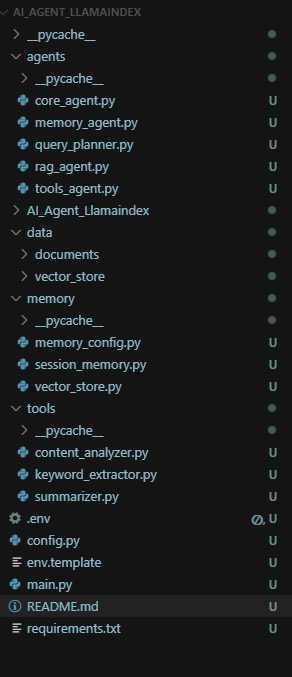 AI_AGENT_LLAMAINDEX
__pycache__
agents
__pycache__
core_agent.py U
memory_agent.py U
query_planner.py U
rag_agent.py U
tools_agent.py U
AI_Agent_Llamaindex
data
documents
vector_store
memory
__pycache__
memory_config.py U
session_memory.py U
vector_store.py U
tools
__pycache__
content_analyzer.py U
keyword_extractor.py U
summarizer.py U
.env U
config.py U
env.template U
main.py U
README.md U
requirements.txt U